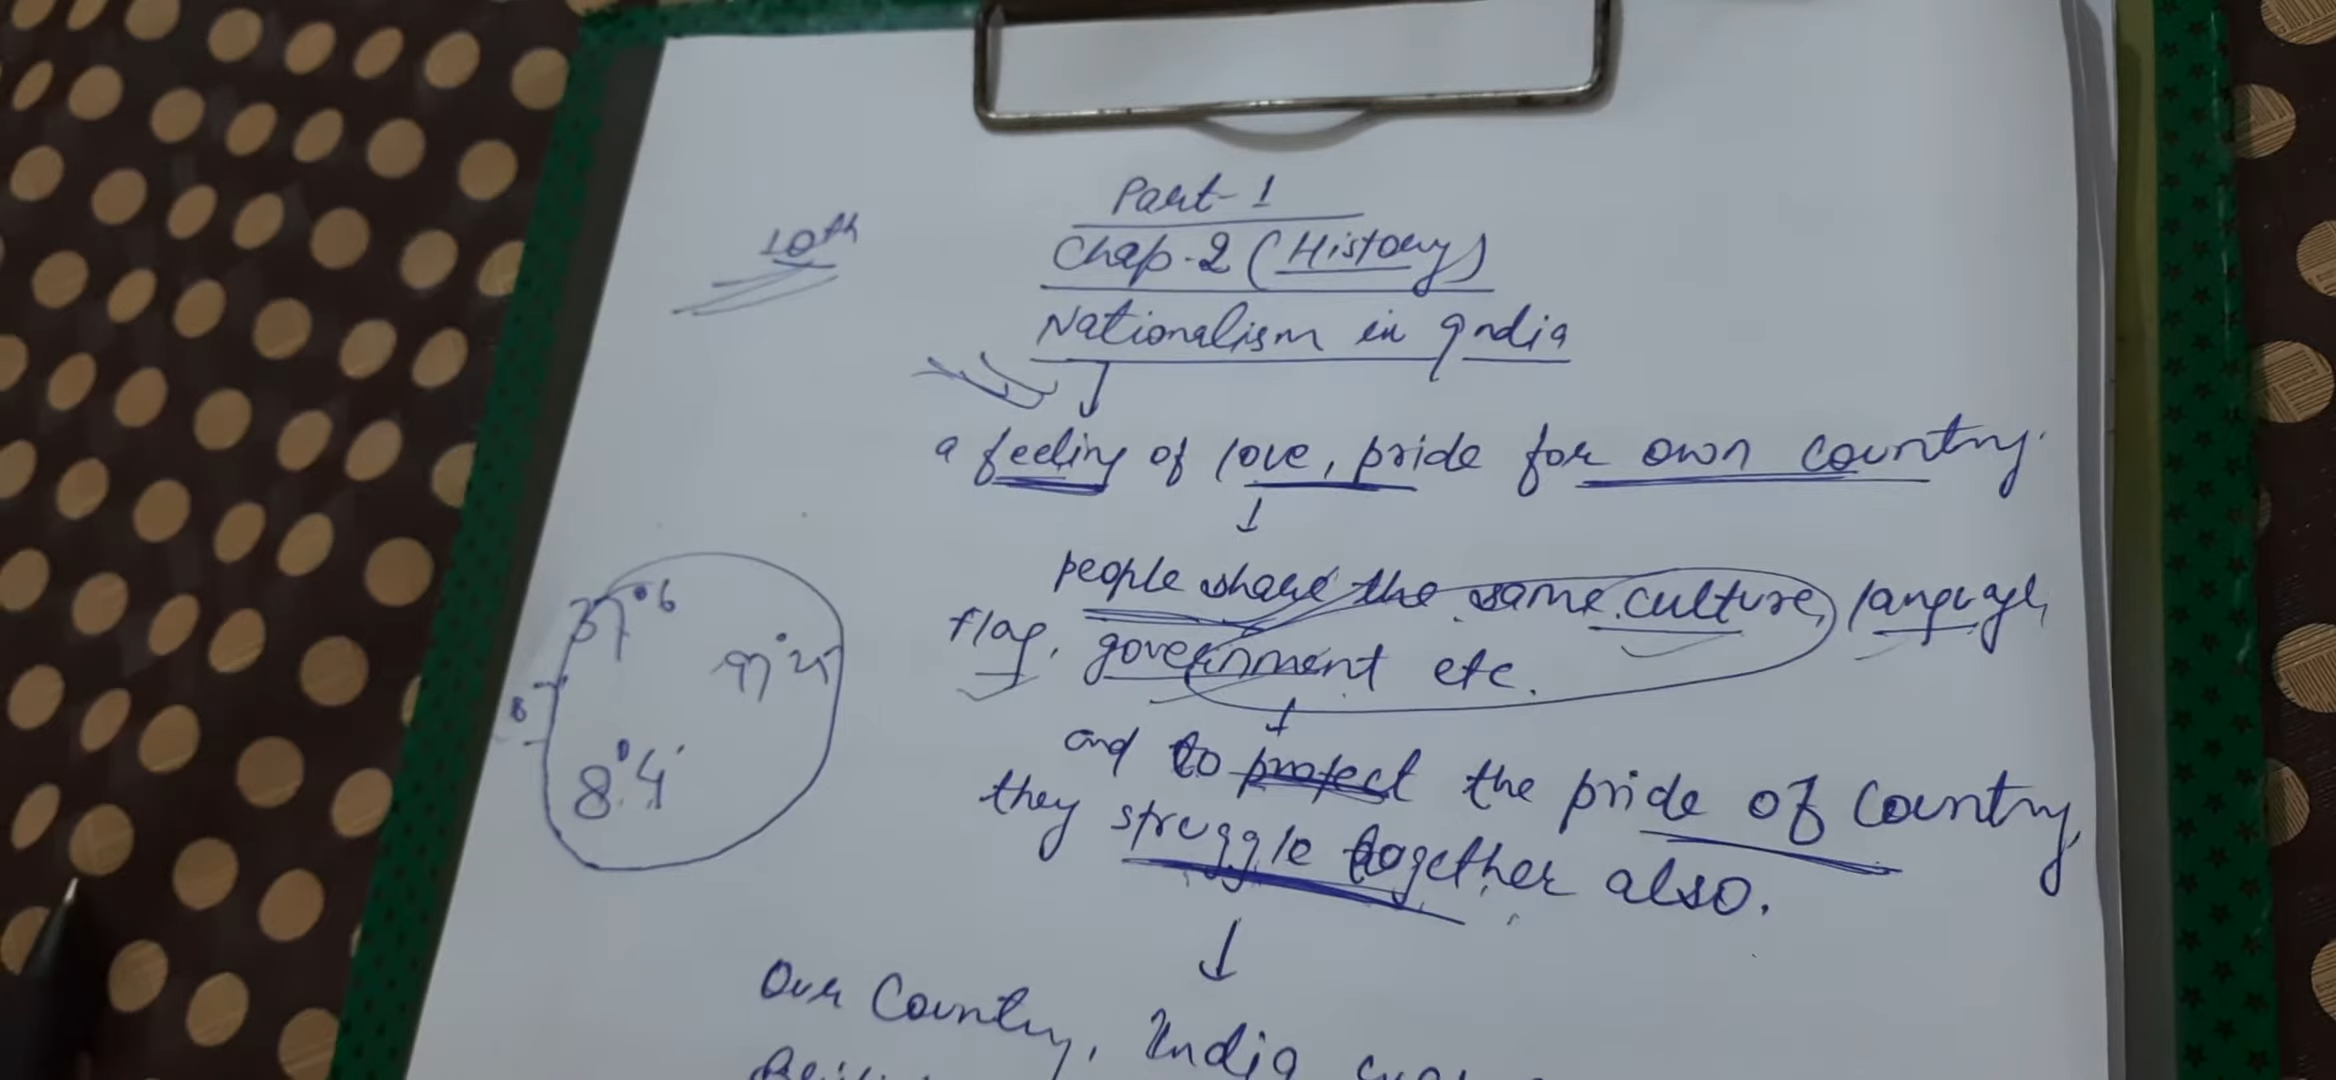 Part-1
10th
Chap-2 (History)
Nationalism in India
a feeling of love, pride for own country.
people share the same culture, language,
flag, government etc.
and to protect the pride of country,
they struggle together also.
Our Country, India
37°6
8°4'